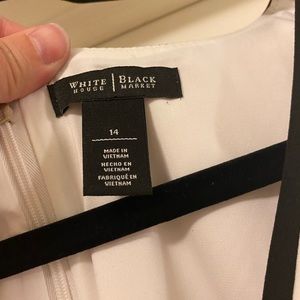 WHITE | BLACK
HOUSE | MARKET
14
MADE IN
VIETNAM
HECHO EN
VIETNAM
FABRIQUÉ EN
VIETNAM